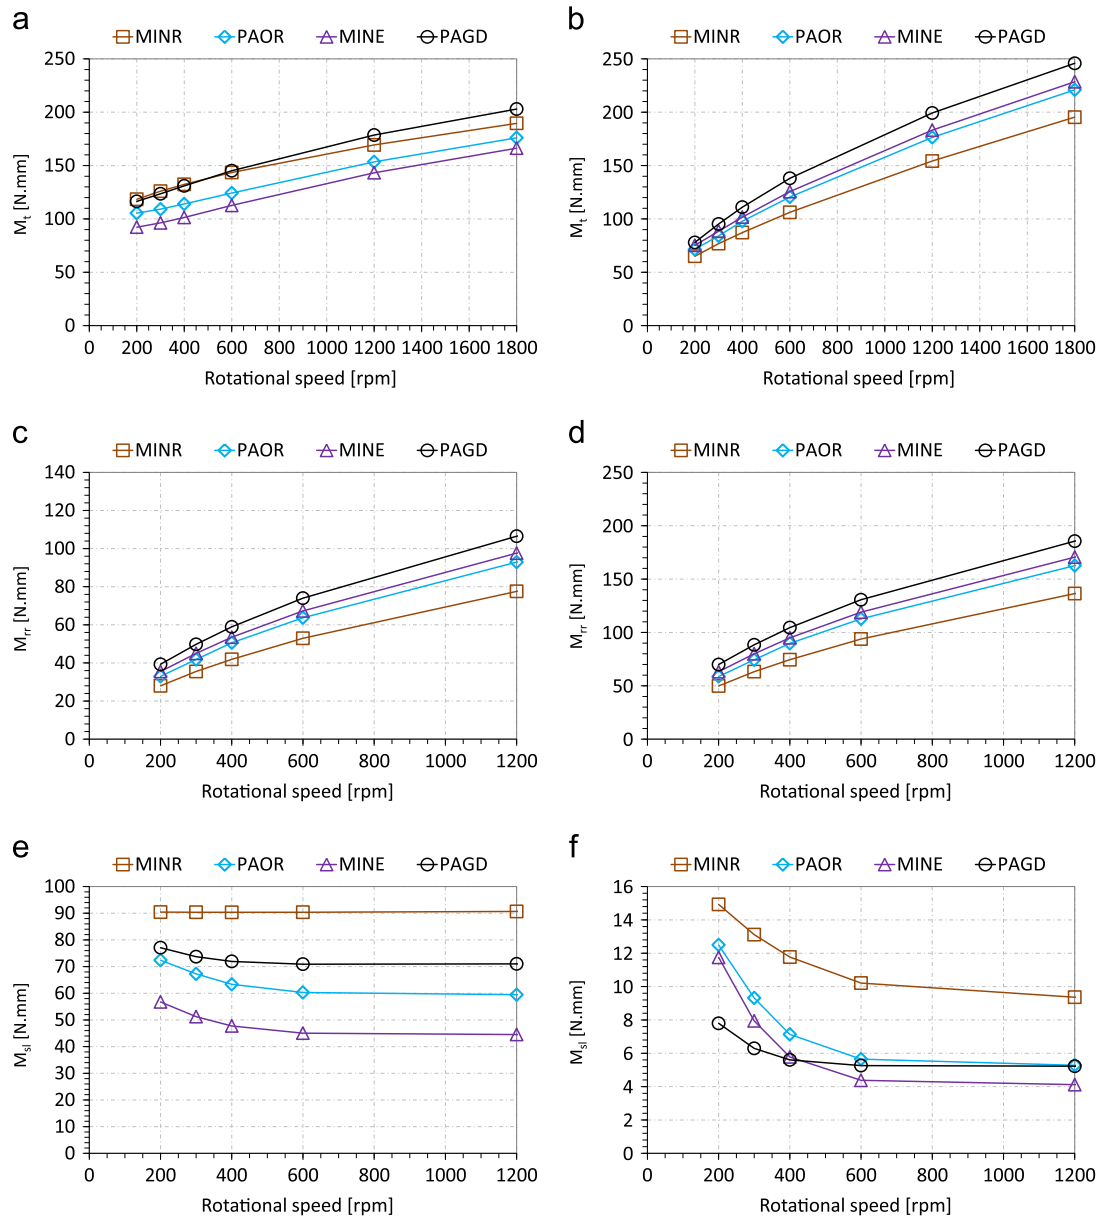 a
MINR PAOR MINE PAGD
250
200
150
100
50
0
Mt [N.mm]
0 200 400 600 800 1000 1200 1400 1600 1800
Rotational speed [rpm]
b
MINR PAOR MINE PAGD
250
200
150
100
50
0
Mt [N.mm]
0 200 400 600 800 1000 1200 1400 1600 1800
Rotational speed [rpm]
c
MINR PAOR MINE PAGD
140
120
100
80
60
40
20
0
Mrr [N.mm]
0 200 400 600 800 1000 1200
Rotational speed [rpm]
d
MINR PAOR MINE PAGD
250
200
150
100
50
0
Mrr [N.mm]
0 200 400 600 800 1000 1200
Rotational speed [rpm]
e
MINR PAOR MINE PAGD
100
90
80
70
60
50
40
30
20
10
0
Msl [N.mm]
0 200 400 600 800 1000 1200
Rotational speed [rpm]
f
MINR PAOR MINE PAGD
16
14
12
10
8
6
4
2
0
Msl [N.mm]
0 200 400 600 800 1000 1200
Rotational speed [rpm]